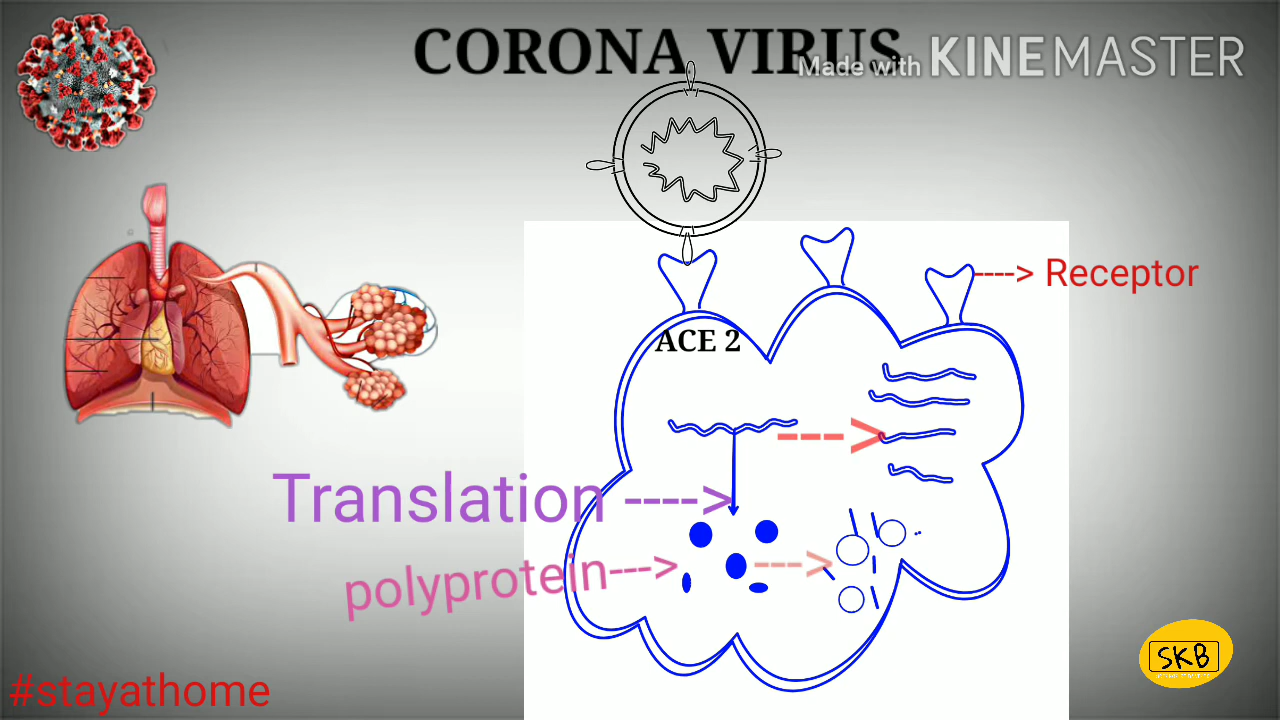 CORONA VIRUS
Made with KINEMASTER
----> Receptor
ACE 2
--->
Translation ---->
polyprotein--->
--->
#stayathome
SKB